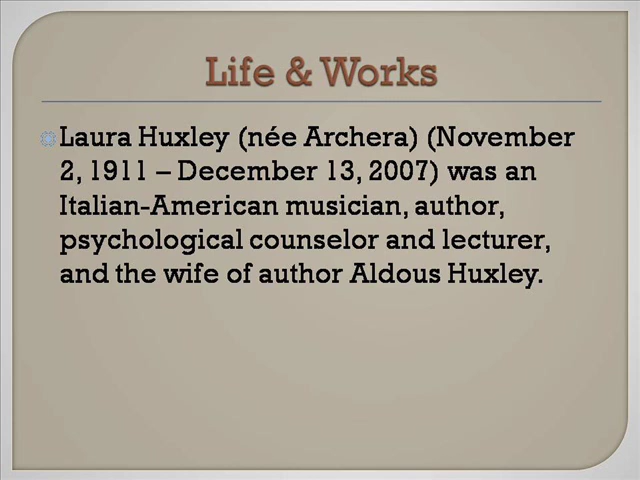 Life & Works
Laura Huxley (née Archera) (November
2, 1911 – December 13, 2007) was an
Italian-American musician, author,
psychological counselor and lecturer,
and the wife of author Aldous Huxley.